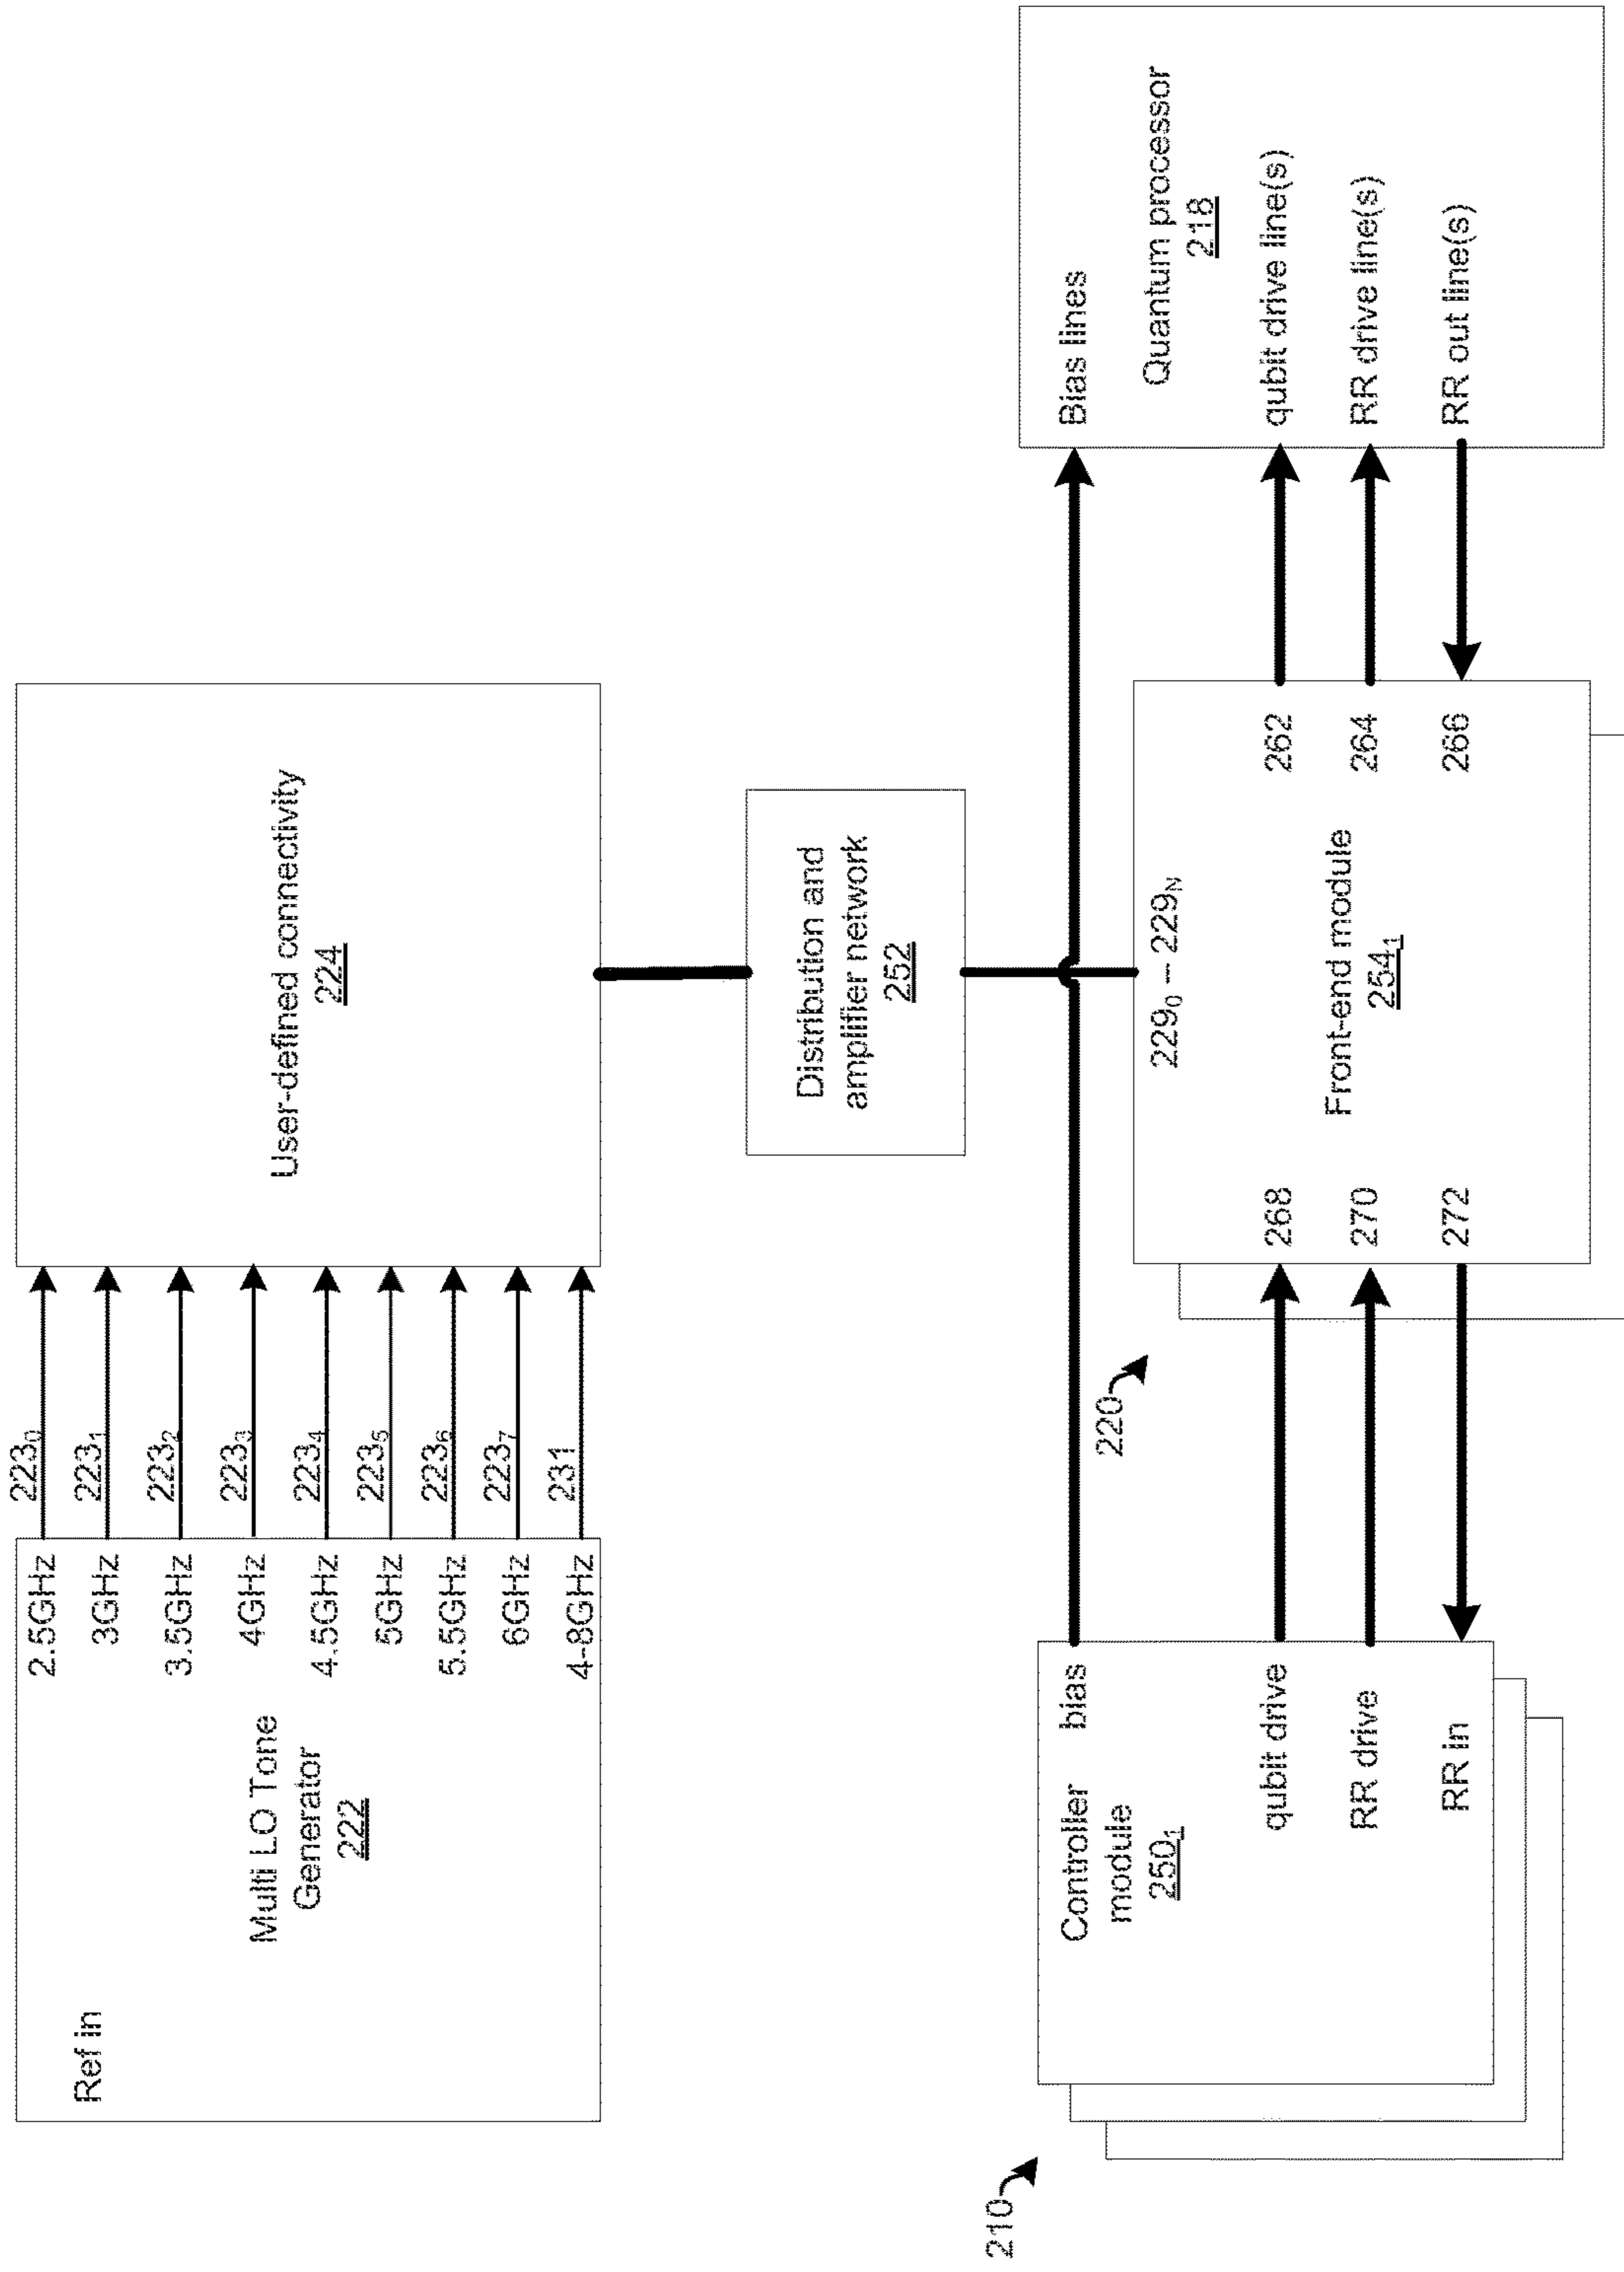 Ref in
Multi LO Tone
Generator
222
2.5GHz
3GHz
3.5GHz
4GHz
4.5GHz
5GHz
5.5GHz
6GHz
4-8GHz
223₀
223₁
223₂
223₃
223₄
223₅
223₆
223₇
231
User-defined connectivity
224
Distribution and
amplifier network
252
210
Controller
module
250₁
bias
qubit drive
RR drive
RR in
220
229₀ – 229ₙ
268
270
272
Front-end module
254₁
262
264
266
Bias lines
Quantum processor
218
qubit drive line(s)
RR drive line(s)
RR out line(s)